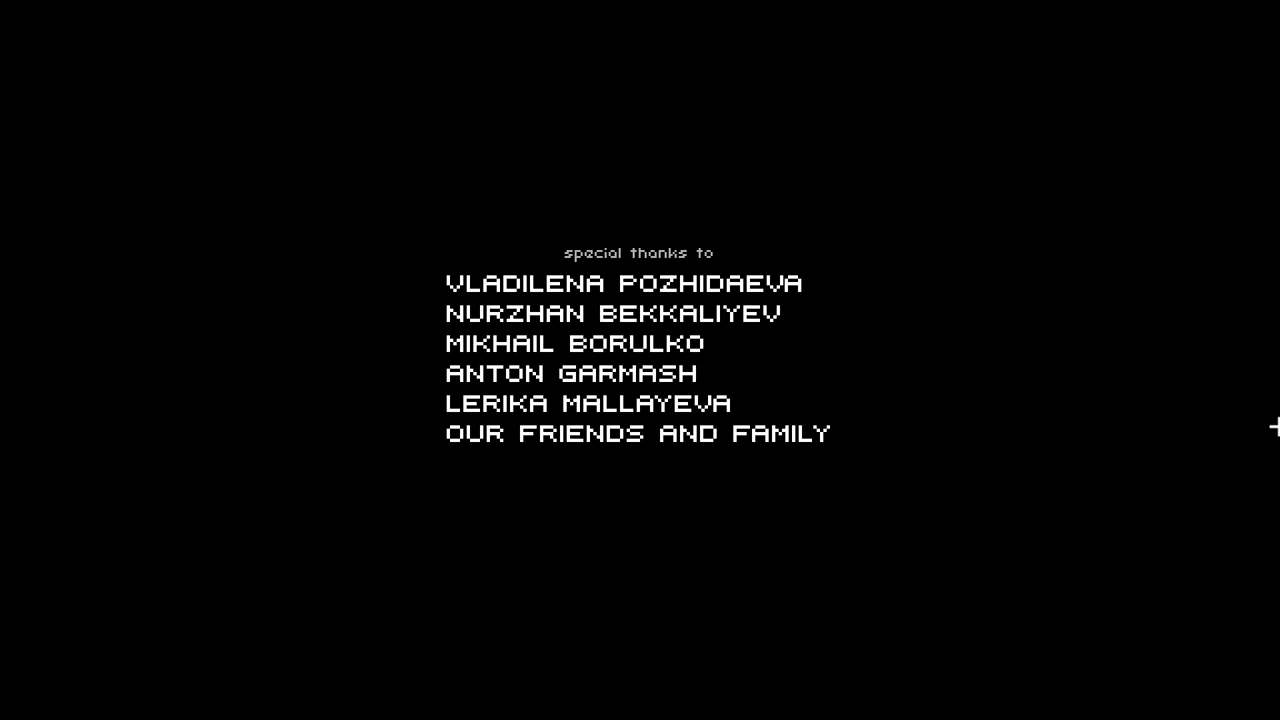 special thanks to
VLADILENA POZHIDAEVA
NURZHAN BEKKALIYEV
MIKHAIL BORULKO
ANTON GARMASH
LERIKA MALLAYEVA
OUR FRIENDS AND FAMILY